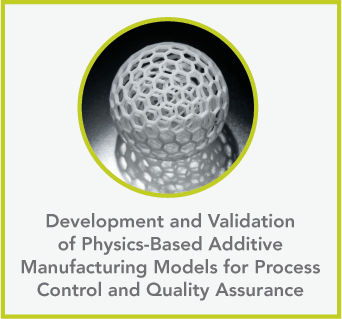 Development and Validation
of Physics-Based Additive
Manufacturing Models for Process
Control and Quality Assurance